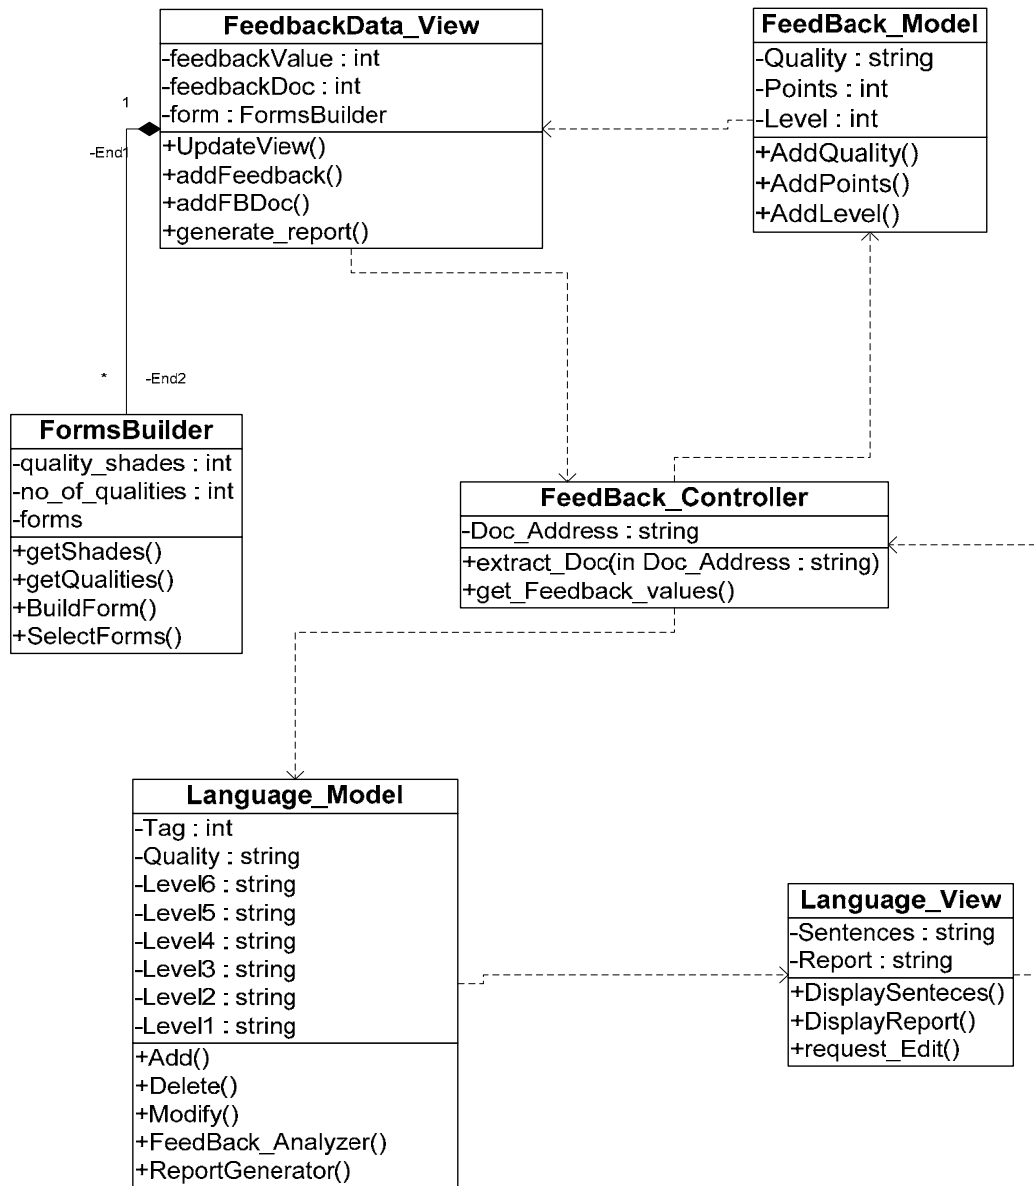 FeedbackData_View
-feedbackValue : int
-feedbackDoc : int
-form : FormsBuilder
+UpdateView()
+addFeedback()
+addFBDoc()
+generate_report()
FeedBack_Model
-Quality : string
-Points : int
-Level : int
+AddQuality()
+AddPoints()
+AddLevel()
1
-End1
*
-End2
FormsBuilder
-quality_shades : int
-no_of_qualities : int
-forms
+getShades()
+getQualities()
+BuildForm()
+SelectForms()
FeedBack_Controller
-Doc_Address : string
+extract_Doc(in Doc_Address : string)
+get_Feedback_values()
Language_Model
-Tag : int
-Quality : string
-Level6 : string
-Level5 : string
-Level4 : string
-Level3 : string
-Level2 : string
-Level1 : string
+Add()
+Delete()
+Modify()
+FeedBack_Analyzer()
+ReportGenerator()
Language_View
-Sentences : string
-Report : string
+DisplaySenteces()
+DisplayReport()
+request_Edit()